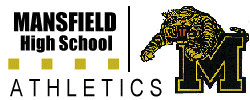 MANSFIELD
High School
ATHLETICS
M